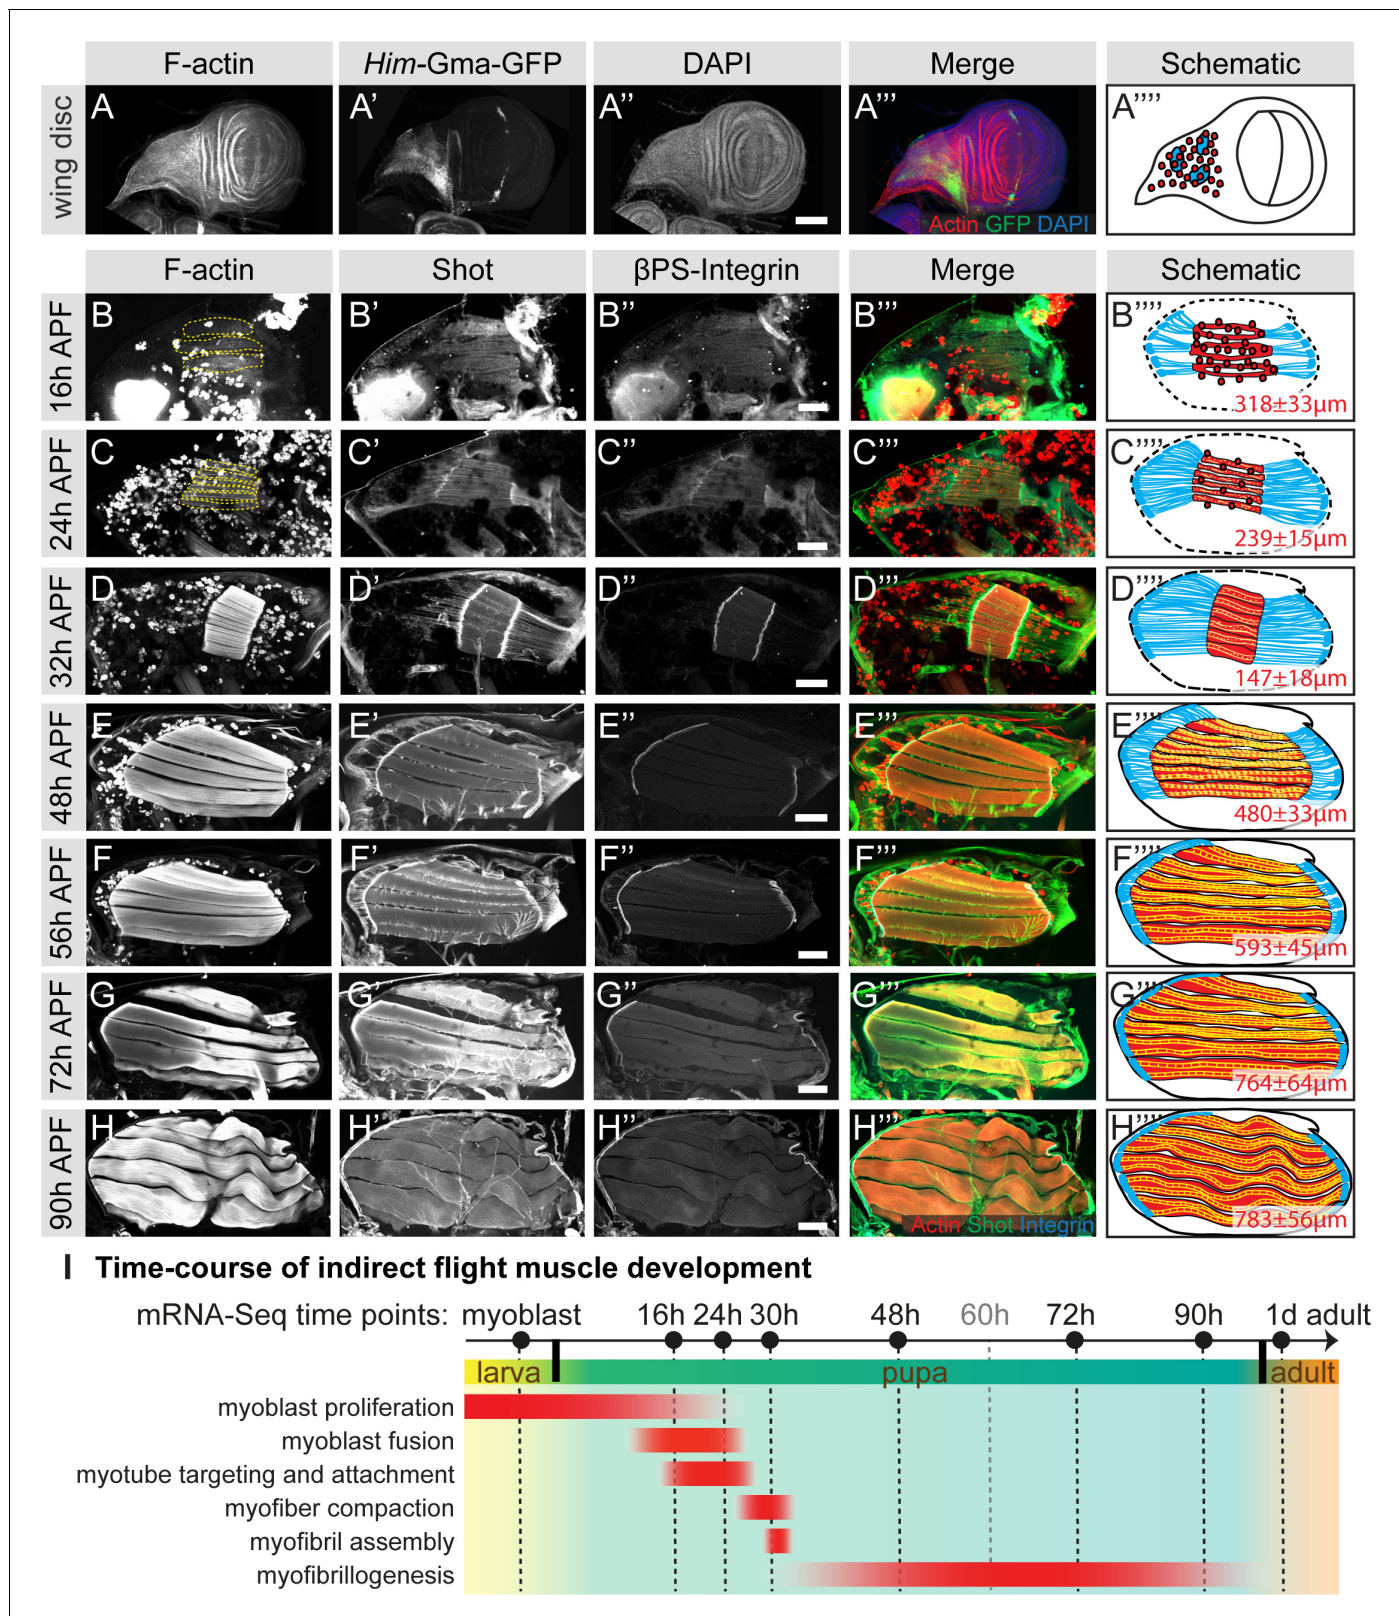 F-actin Him-Gma-GFP DAPI Merge Schematic
wing disc
A A’ A’’ A’’’ A’’’’
Actin GFP DAPI
F-actin Shot βPS-Integrin Merge Schematic
16h APF
B B’ B’’ B’’’ B’’’’
318±33µm
24h APF
C C’ C’’ C’’’ C’’’’
239±15µm
32h APF
D D’ D’’ D’’’ D’’’’
147±18µm
48h APF
E E’ E’’ E’’’ E’’’’
480±33µm
56h APF
F F’ F’’ F’’’ F’’’’
593±45µm
72h APF
G G’ G’’ G’’’ G’’’’
764±64µm
90h APF
H H’ H’’ H’’’ H’’’’
Actin Shot Integrin
783±56µm
I Time-course of indirect flight muscle development
mRNA-Seq time points: myoblast 16h 24h 30h 48h 60h 72h 90h 1d adult
larva pupa adult
myoblast proliferation
myoblast fusion
myotube targeting and attachment
myofiber compaction
myofibril assembly
myofibrillogenesis